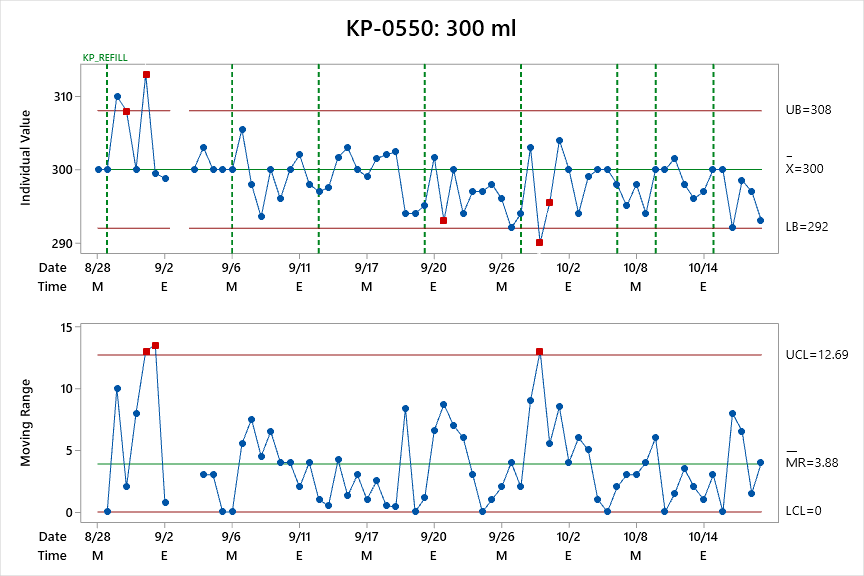 KP-0550: 300 ml
KP_REFILL
Individual Value
310
300
290
UB=308
X=300
LB=292
Date 8/28 9/2 9/6 9/11 9/17 9/20 9/26 10/2 10/8 10/14
Time M E M E M E M E M E
Moving Range
15
10
5
0
UCL=12.69
MR=3.88
LCL=0
Date 8/28 9/2 9/6 9/11 9/17 9/20 9/26 10/2 10/8 10/14
Time M E M E M E M E M E